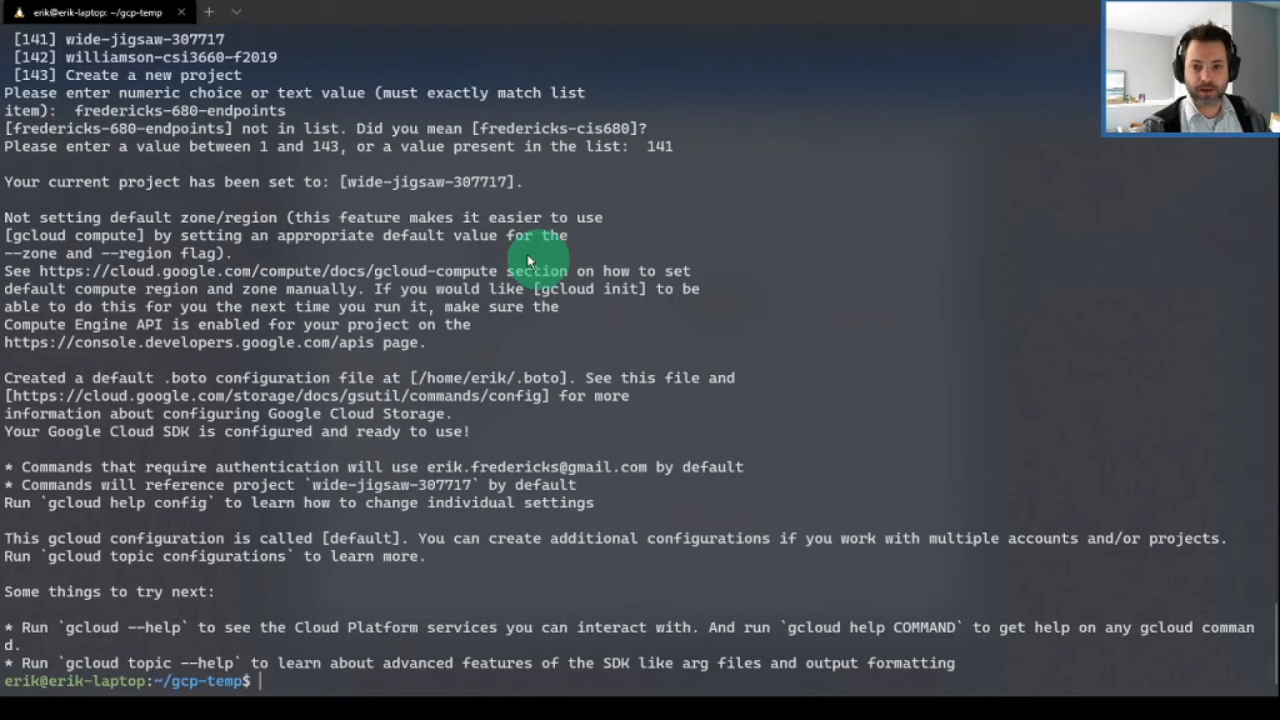 erik@erik-laptop: ~/gcp-temp
[141] wide-jigsaw-307717
[142] williamson-csi3660-f2019
[143] Create a new project
Please enter numeric choice or text value (must exactly match list
item):  fredericks-680-endpoints
[fredericks-680-endpoints] not in list. Did you mean [fredericks-cis680]?
Please enter a value between 1 and 143, or a value present in the list:  141
Your current project has been set to: [wide-jigsaw-307717].
Not setting default zone/region (this feature makes it easier to use
[gcloud compute] by setting an appropriate default value for the
--zone and --region flag).
See https://cloud.google.com/compute/docs/gcloud-compute section on how to set
default compute region and zone manually. If you would like [gcloud init] to be
able to do this for you the next time you run it, make sure the
Compute Engine API is enabled for your project on the
https://console.developers.google.com/apis page.
Created a default .boto configuration file at [/home/erik/.boto]. See this file and
[https://cloud.google.com/storage/docs/gsutil/commands/config] for more
information about configuring Google Cloud Storage.
Your Google Cloud SDK is configured and ready to use!
* Commands that require authentication will use erik.fredericks@gmail.com by default
* Commands will reference project `wide-jigsaw-307717` by default
Run `gcloud help config` to learn how to change individual settings
This gcloud configuration is called [default]. You can create additional configurations if you work with multiple accounts and/or projects.
Run `gcloud topic configurations` to learn more.
Some things to try next:
* Run `gcloud --help` to see the Cloud Platform services you can interact with. And run `gcloud help COMMAND` to get help on any gcloud comman
d.
* Run `gcloud topic --help` to learn about advanced features of the SDK like arg files and output formatting
erik@erik-laptop:~/gcp-temp$